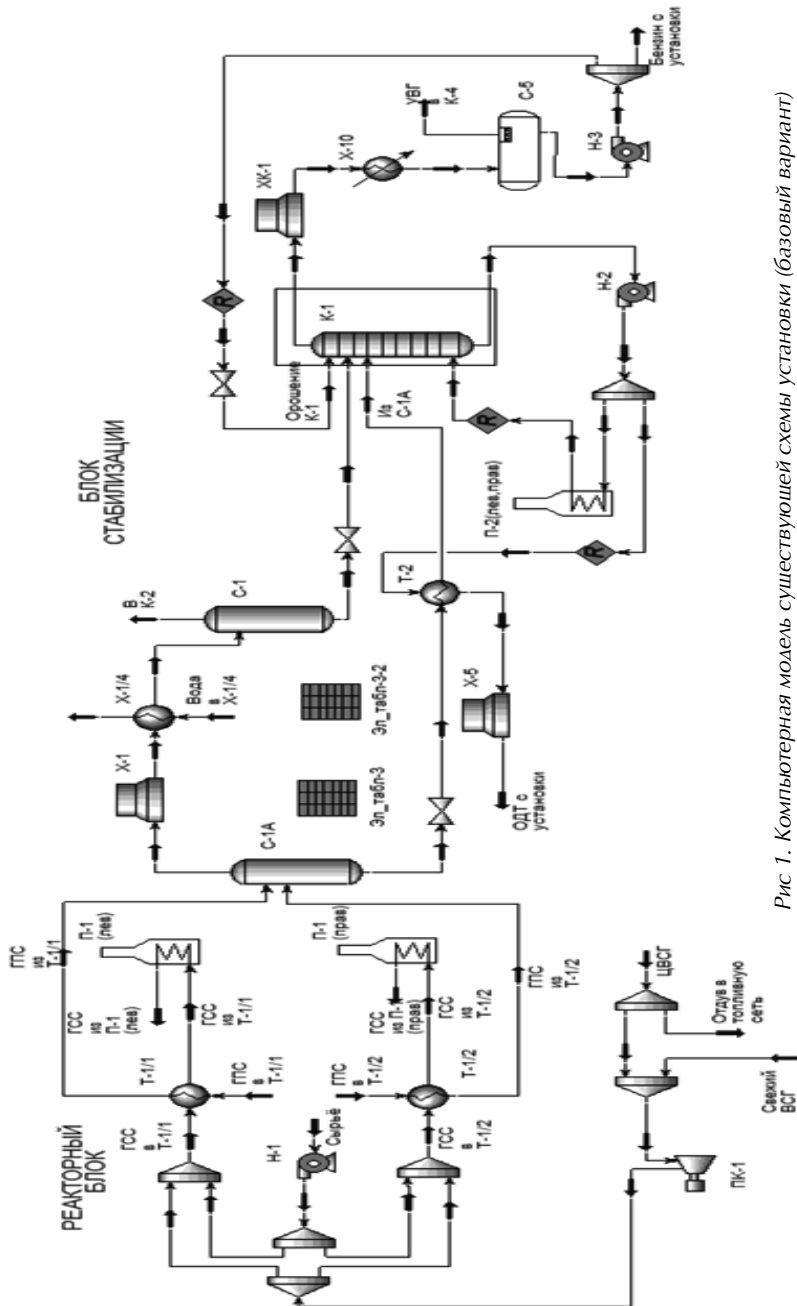 РЕАКТОРНЫЙ
БЛОК
ГСС
в
Т-1/1
Т-1/1
ГПС
из
Т-1/1
П-1
(лев)
ГСС
из
П-1
(лев)
ГСС
из
Т-1/1
ГПС
в
Т-1/1
Н-1
Сырьё
ГПС
в
Т-1/2
ГСС
в
Т-1/2
Т-1/2
ГСС
из П-1
(прав)
ГСС
из
Т-1/2
П-1
(прав)
ГПС
из
Т-1/2
ПК-1
Свежий
ВСГ
ЦВСГ
Отдув в
топливную
сеть
С-1А
Х-1
Х-1/4
Вода
в
Х-1/4
В
К-2
С-1
Эл_табл-3
Эл_табл-3-2
ОДТ с
установки
Х-5
Т-2
БЛОК
СТАБИЛИЗАЦИИ
R
Орошение
К-1
Из
С-1А
К-1
ХК-1
Х-10
УВГ
в
К-4
С-5
Н-3
Бензин с
установки
R
П-2(лев,прав)
R
Н-2
Рис 1. Компьютерная модель существующей схемы установки (базовый вариант)